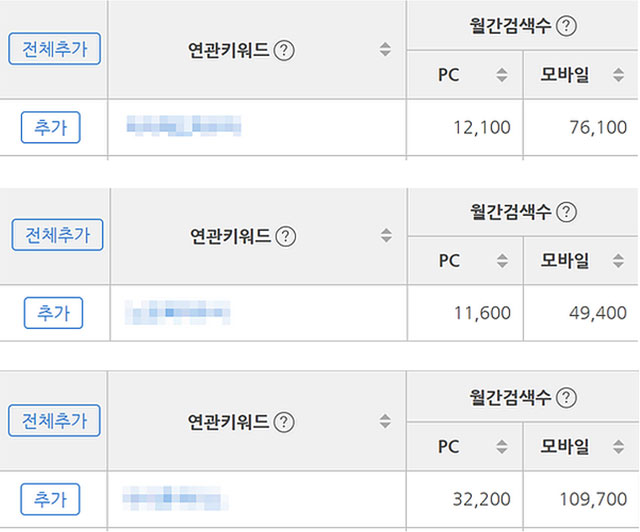 전체추가 연관키워드 ? 월간검색수 ?
PC 모바일
추가 12,100 76,100
전체추가 연관키워드 ? 월간검색수 ?
PC 모바일
추가 11,600 49,400
전체추가 연관키워드 ? 월간검색수 ?
PC 모바일
추가 32,200 109,700